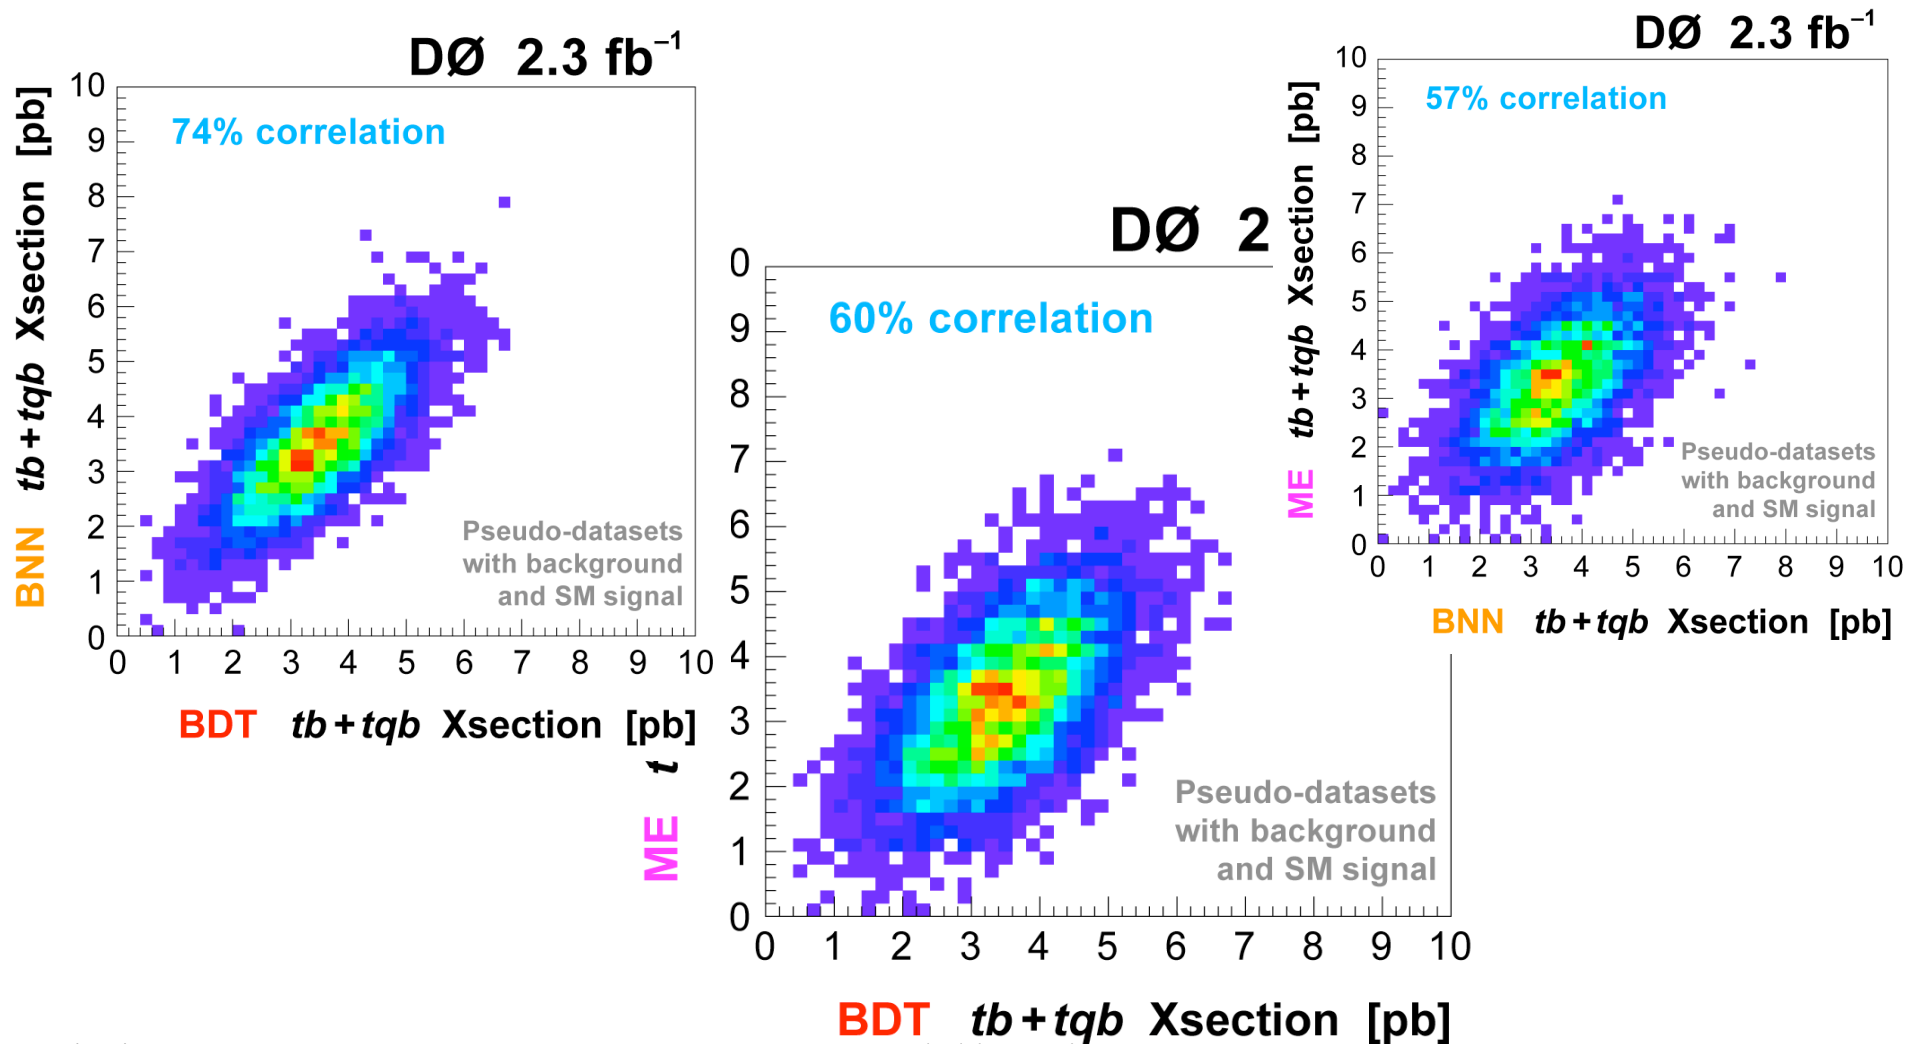 DØ 2.3 fb⁻¹
74% correlation
10
9
8
7
6
5
4
3
2
1
0
BNN tb+tqb Xsection [pb]
Pseudo-datasets
with background
and SM signal
0 1 2 3 4 5 6 7 8 9 10
BDT tb+tqb Xsection [pb]
DØ 2
60% correlation
0
9
8
7
6
5
4
3
2
1
0
ME t
Pseudo-datasets
with background
and SM signal
0 1 2 3 4 5 6 7 8 9 10
BDT tb+tqb Xsection [pb]
DØ 2.3 fb⁻¹
57% correlation
10
9
8
7
6
5
4
3
2
1
0
ME tb+tqb Xsection [pb]
Pseudo-datasets
with background
and SM signal
0 1 2 3 4 5 6 7 8 9 10
BNN tb+tqb Xsection [pb]